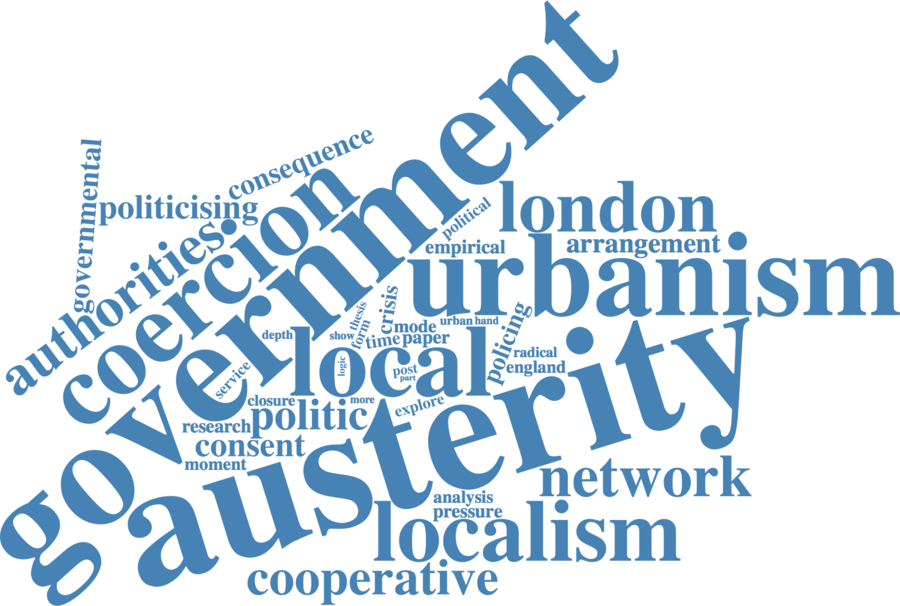 government
governmental
consequence
politicising
authorities
coercion
political
london
empirical
arrangement
urbanism
thesis
crisis
form
depth
show
mode
urban
hand
time
paper
policing
local
logic
post
part
radical
england
service
closure
more
explore
research
politic
consent
moment
austerity
network
analysis
pressure
localism
cooperative